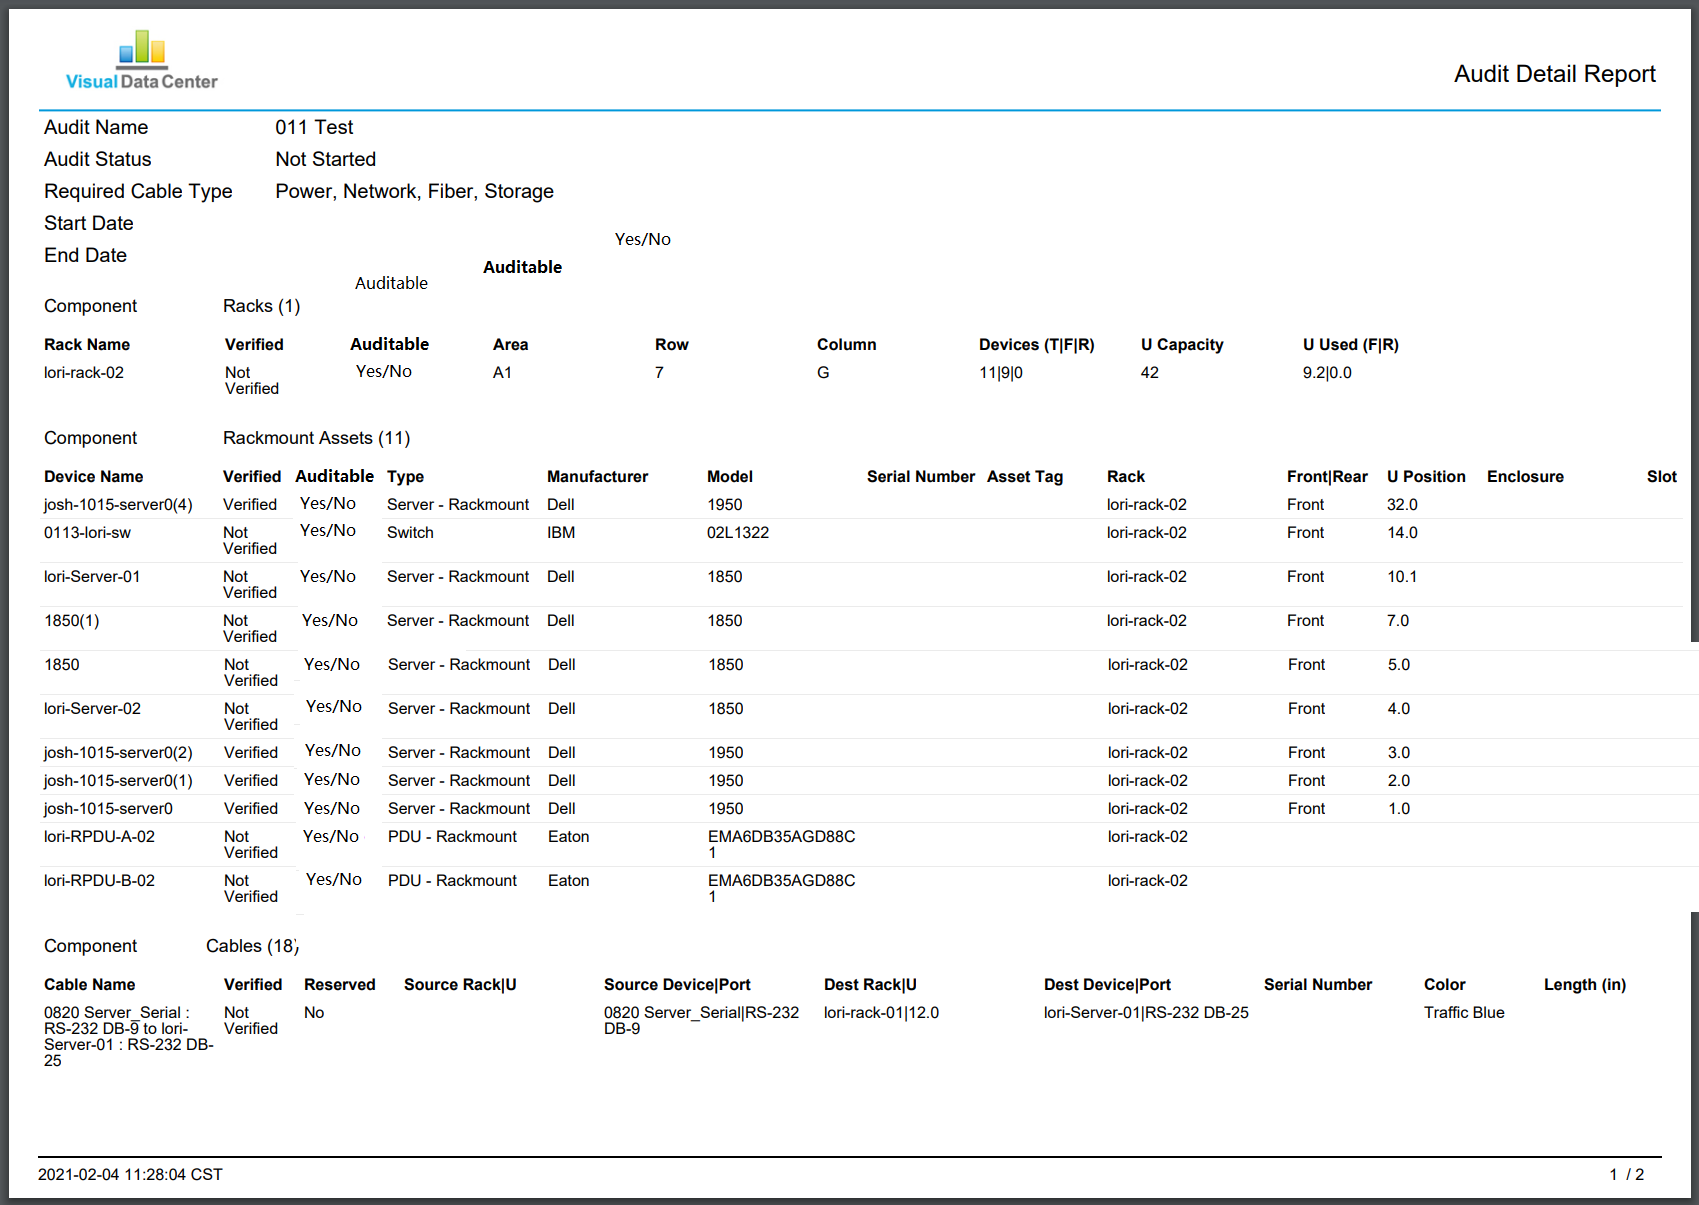 Visual Data Center
Audit Detail Report
Audit Name 011 Test
Audit Status Not Started
Required Cable Type Power, Network, Fiber, Storage
Start Date
Yes/No
End Date
Auditable
Auditable
Component Racks (1)
Rack Name Verified Auditable Area Row Column Devices (T|F|R) U Capacity U Used (F|R)
lori-rack-02 Not Yes/No A1 7 G 11|9|0 42 9.2|0.0
Verified
Component Rackmount Assets (11)
Device Name Verified Auditable Type Manufacturer Model Serial Number Asset Tag Rack Front|Rear U Position Enclosure Slot
josh-1015-server0(4) Verified Yes/No Server - Rackmount Dell 1950 lori-rack-02 Front 32.0
0113-lori-sw Not Yes/No Switch IBM 02L1322 lori-rack-02 Front 14.0
Verified
lori-Server-01 Not Yes/No Server - Rackmount Dell 1850 lori-rack-02 Front 10.1
Verified
1850(1) Not Yes/No Server - Rackmount Dell 1850 lori-rack-02 Front 7.0
Verified
1850 Not Yes/No Server - Rackmount Dell 1850 lori-rack-02 Front 5.0
Verified
lori-Server-02 Not Yes/No Server - Rackmount Dell 1850 lori-rack-02 Front 4.0
Verified
josh-1015-server0(2) Verified Yes/No Server - Rackmount Dell 1950 lori-rack-02 Front 3.0
josh-1015-server0(1) Verified Yes/No Server - Rackmount Dell 1950 lori-rack-02 Front 2.0
josh-1015-server0 Verified Yes/No Server - Rackmount Dell 1950 lori-rack-02 Front 1.0
lori-RPDU-A-02 Not Yes/No PDU - Rackmount Eaton EMA6DB35AGD88C lori-rack-02
Verified 1
lori-RPDU-B-02 Not Yes/No PDU - Rackmount Eaton EMA6DB35AGD88C lori-rack-02
Verified 1
Component Cables (18)
Cable Name Verified Reserved Source Rack|U Source Device|Port Dest Rack|U Dest Device|Port Serial Number Color Length (in)
0820 Server_Serial : Not No 0820 Server_Serial|RS-232 lori-rack-01|12.0 lori-Server-01|RS-232 DB-25 Traffic Blue
RS-232 DB-9 to lori- Verified DB-9
Server-01 : RS-232 DB-
25
2021-02-04 11:28:04 CST 1 / 2